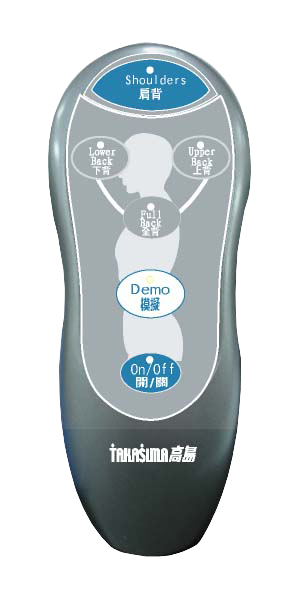 Shoulders
肩背
Lower
Back
下背
Upper
Back
上背
Full
Back
全背
Demo
模擬
On/Off
開/關
TAKASIMA高島